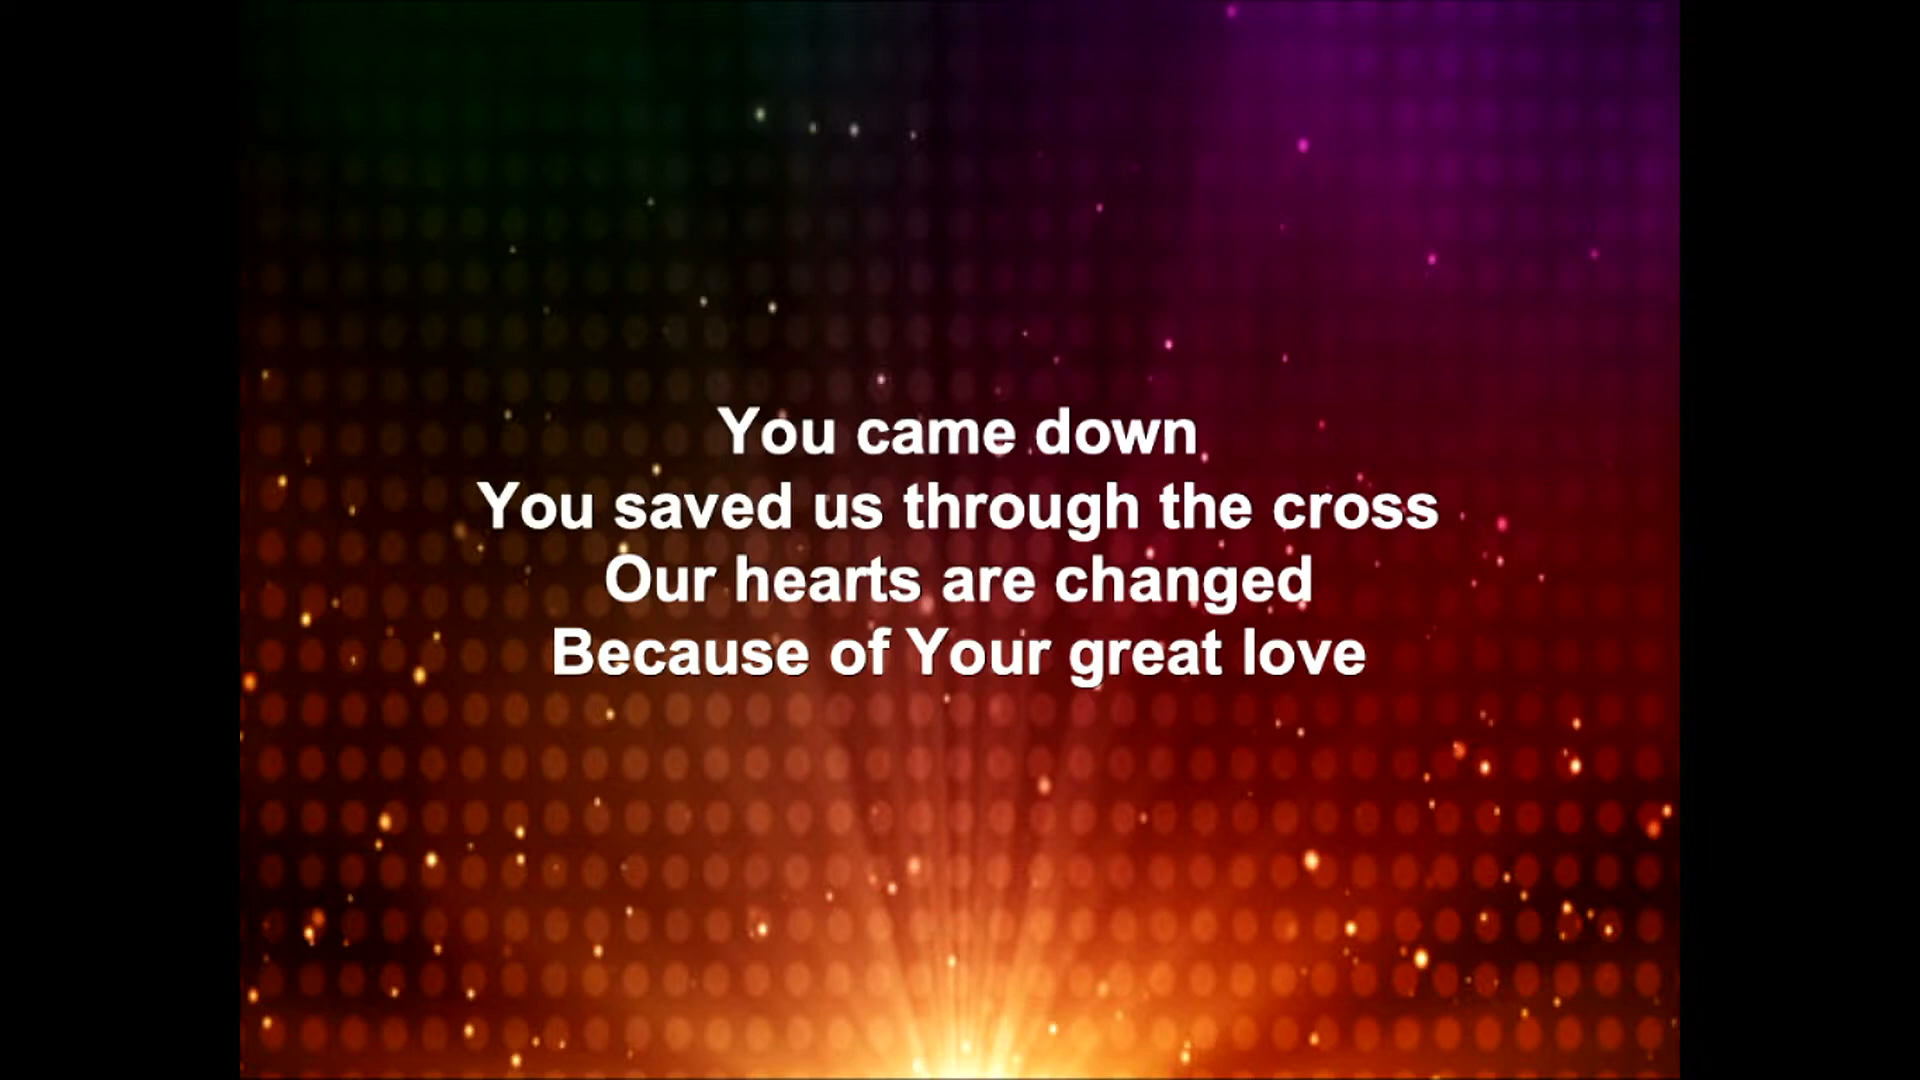 You came down
You saved us through the cross
Our hearts are changed
Because of Your great love